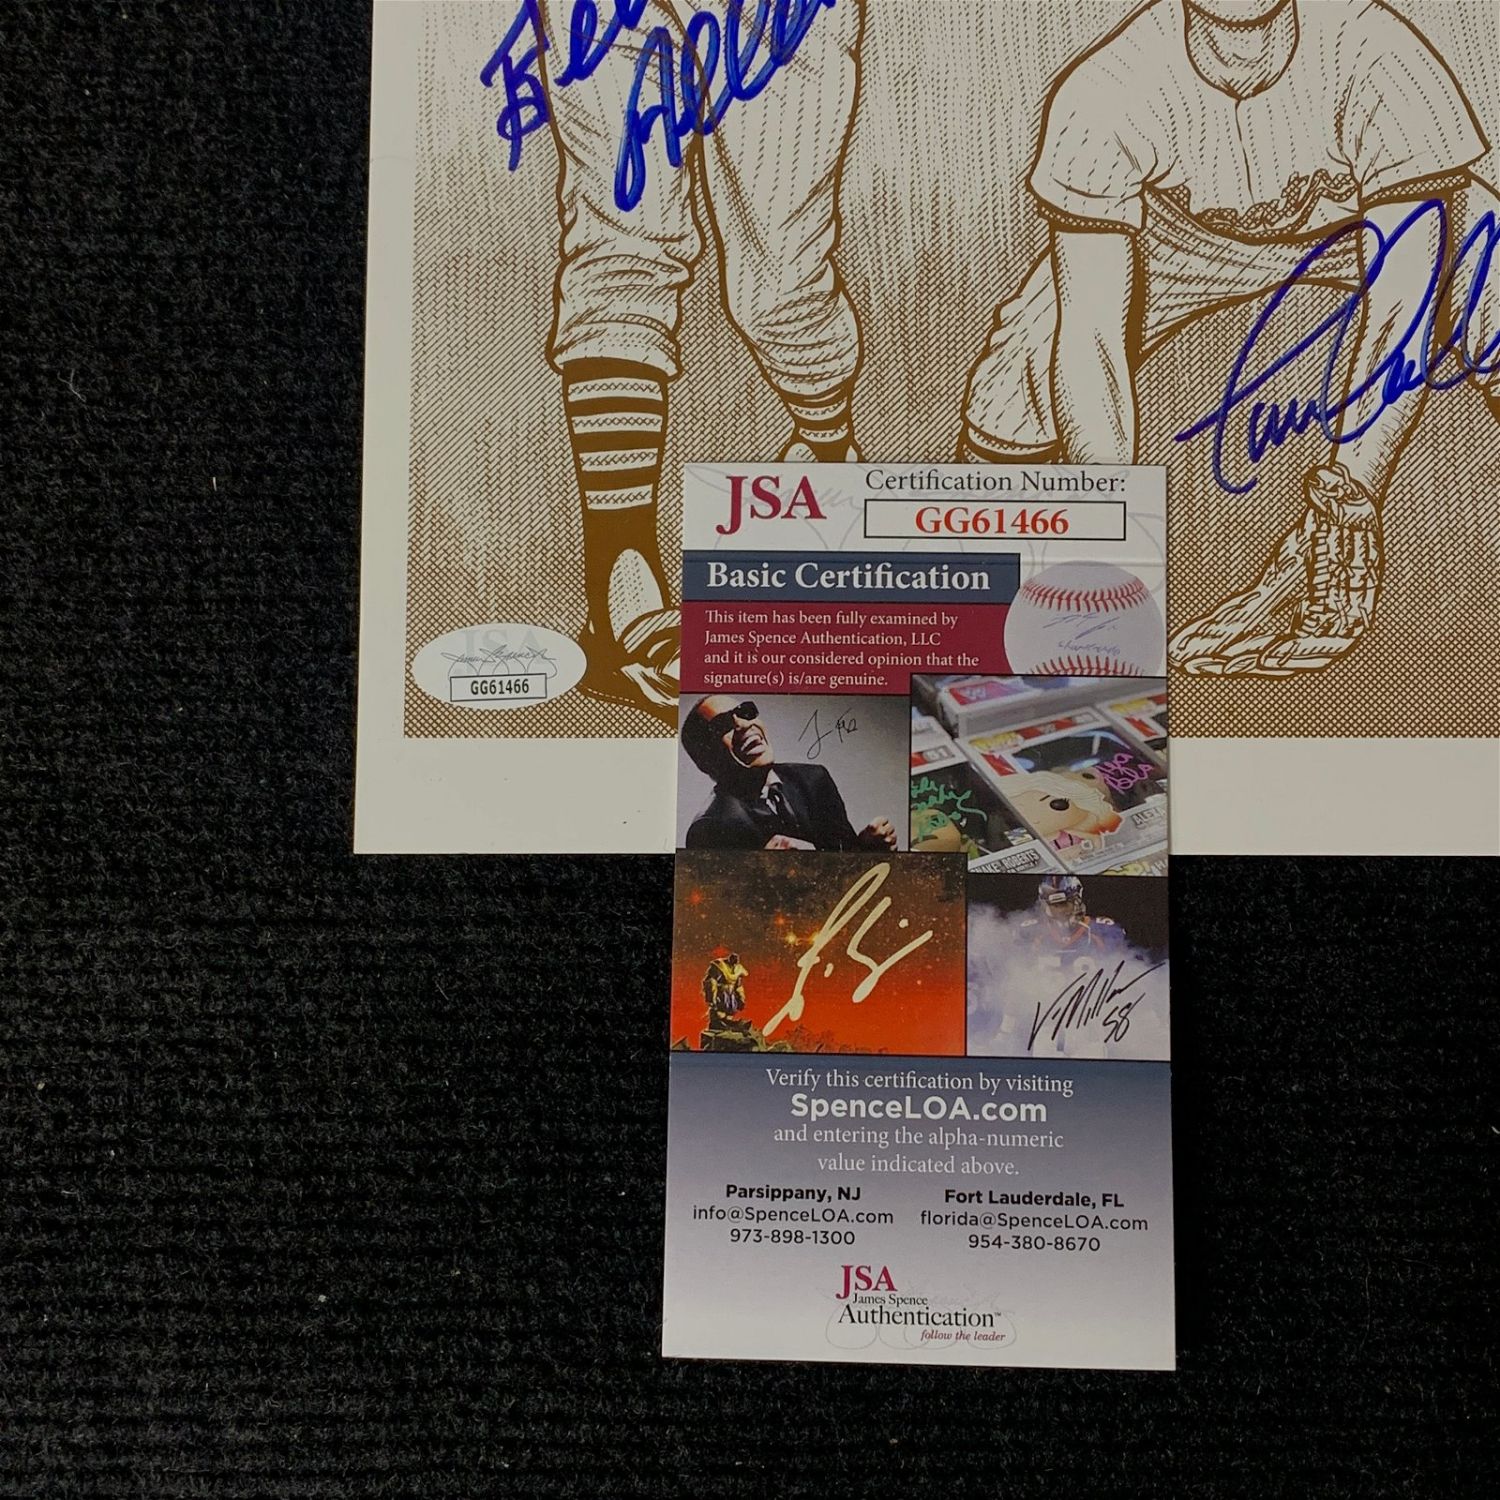 JSA
Certification Number:
GG61466
Basic Certification
This item has been fully examined by
James Spence Authentication, LLC
and it is our considered opinion that the
signature(s) is/are genuine.
JSA
GG61466
58
Verify this certification by visiting
SpenceLOA.com
and entering the alpha-numeric
value indicated above.
Parsippany, NJ
info@SpenceLOA.com
973-898-1300
Fort Lauderdale, FL
florida@SpenceLOA.com
954-380-8670
JSA
James Spence
Authentication™
follow the leader